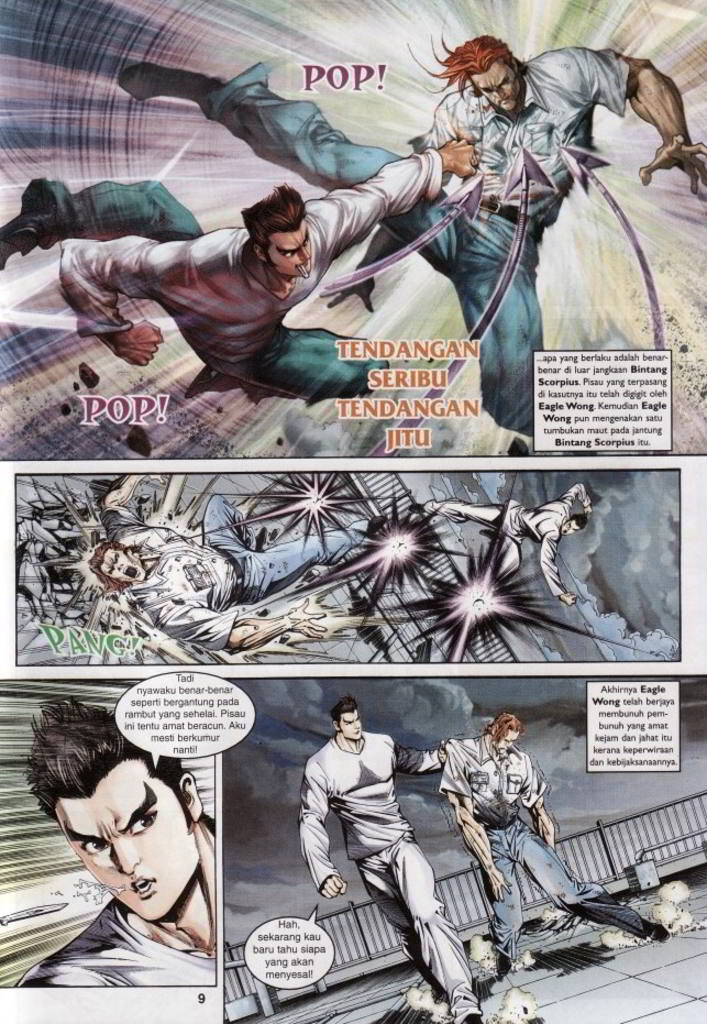 POP!
TENDANGAN
SERIBU
TENDANGAN
JITU
POP!
...apa yang berlaku adalah benar-
benar di luar jangkaan Bintang
Scorpius. Pisau yang terpasang
di kasutnya itu telah digigit oleh
Eagle Wong. Kemudian Eagle
Wong pun mengenakan satu
tumbukan maut pada jantung
Bintang Scorpius itu.
PANG!
Tadi
nyawaku benar-benar
seperti bergantung pada
rambut yang sehelai. Pisau
ini tentu amat beracun. Aku
mesti berkumur
nanti!
Akhirnya Eagle
Wong telah berjaya
membunuh pem-
bunuh yang amat
kejam dan jahat itu
kerana keperwiraan
dan kebijaksanaannya.
Hah,
sekarang kau
baru tahu siapa
yang akan
menyesal!
9